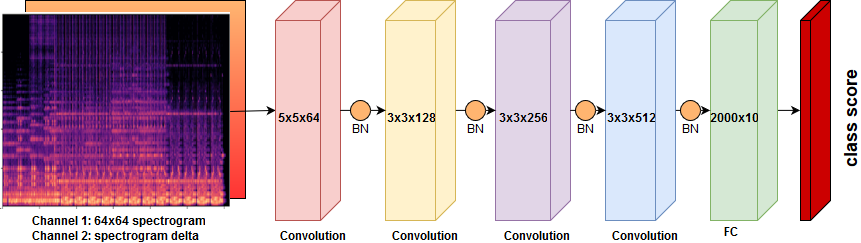 5x5x64
3x3x128
3x3x256
3x3x512
2000x10
BN
BN
BN
BN
class score
Channel 1: 64x64 spectrogram
Channel 2: spectrogram delta
Convolution
Convolution
Convolution
Convolution
FC